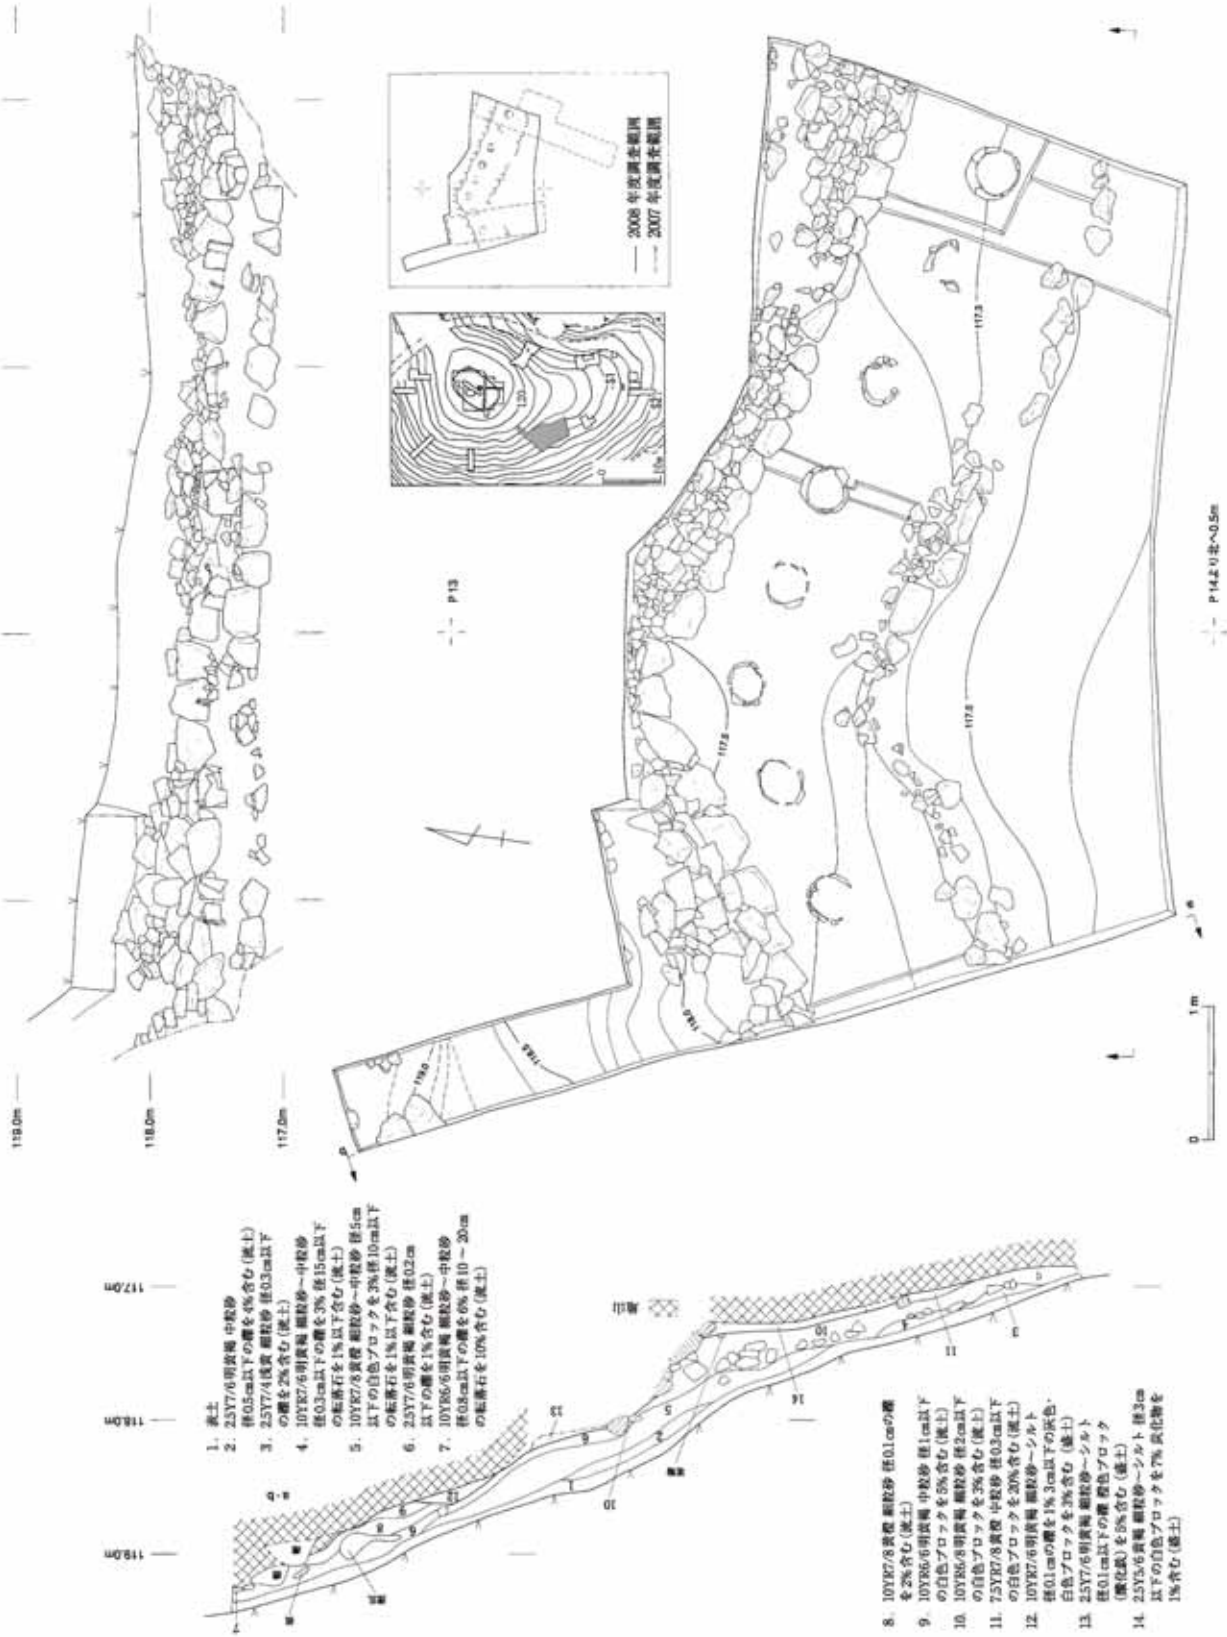 119.0m
118.0m
117.0m
2008 年度調査範囲
2007 年度調査範囲
120
P13
P14より北へ0.5m
117.5
117.5
117.0
118.0
118.5
119.0
a
0
1m
1. 表土
2. 2.5Y7/6明黄褐 中粒砂
径0.5cm以下の礫を4%含む(流土)
3. 2.5Y7/4浅黄 細粒砂 径0.3cm以下
の礫を2%含む(流土)
4. 10YR7/6明黄褐 細粒砂～中粒砂
径0.3cm以下の礫を3% 径15cm以下
の転落石を1%以下含む(流土)
5. 10YR7/8黄橙 細粒砂～中粒砂 径5cm
以下の白色ブロックを3% 径10cm以下
の転落石を1%以下含む(流土)
6. 2.5Y7/6明黄褐 細粒砂 径0.2cm
以下の礫を1%含む(流土)
7. 10YR6/6明黄褐 細粒砂～中粒砂
径0.8cm以下の礫を6% 径10～20cm
の転落石を10%含む(流土)
117.0m
118.0m
119.0m
a-b
地山
8. 10YR7/8黄橙 細粒砂 径0.1cmの礫
を2%含む(流土)
9. 10YR6/6明黄褐 中粒砂 径1cm以下
の白色ブロックを5%含む(流土)
10. 10YR6/8明黄褐 細粒砂 径2cm以下
の白色ブロックを3%含む(流土)
11. 7.5YR7/8黄橙 中粒砂 径0.3cm以下
の白色ブロックを20%含む(流土)
12. 10YR7/6明黄褐 細粒砂～シルト
径0.1cmの礫を1% 3cm以下の灰色・
白色ブロックを3%含む(盛土)
13. 2.5Y7/6明黄褐 細粒砂～シルト
径0.1cm以下の礫 橙色ブロック
(酸化鉄)を5%含む(盛土)
14. 2.5Y5/6黄褐 細粒砂～シルト 径3cm
以下の白色ブロックを7% 炭化物を
1%含む(盛土)